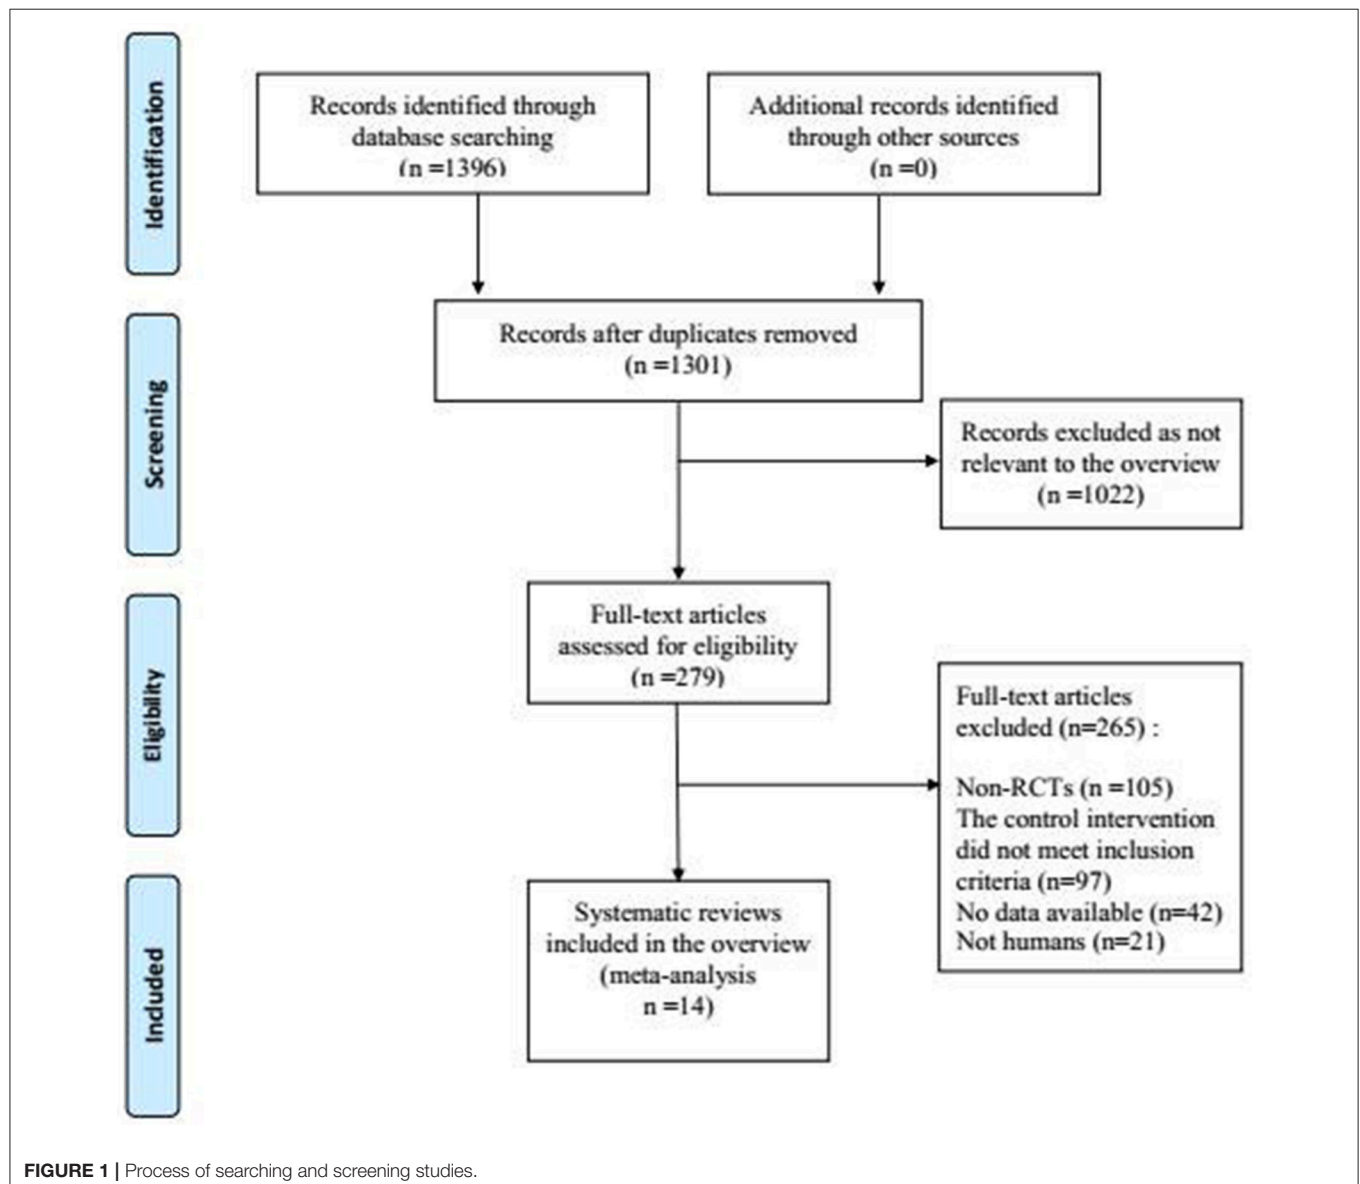 Identification
Records identified through
database searching
(n =1396)
Additional records identified
through other sources
(n =0)
Screening
Records after duplicates removed
(n =1301)
Records excluded as not
relevant to the overview
(n =1022)
Eligibility
Full-text articles
assessed for eligibility
(n =279)
Full-text articles
excluded (n=265) :
Non-RCTs (n =105)
The control intervention
did not meet inclusion
criteria (n=97)
No data available (n=42)
Not humans (n=21)
Included
Systematic reviews
included in the overview
(meta-analysis
n =14)
FIGURE 1 | Process of searching and screening studies.